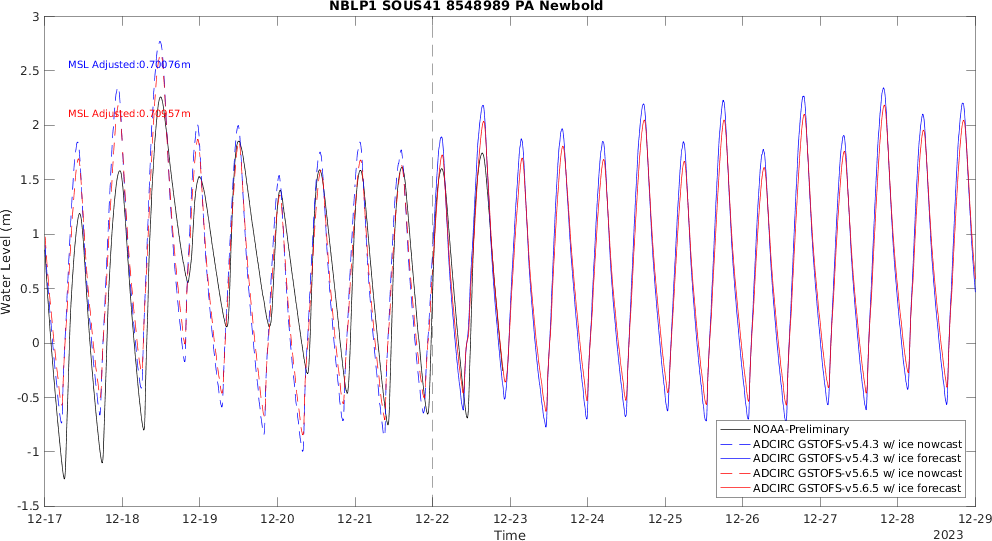 NBLP1 SOUS41 8548989 PA Newbold
3
2.5
2
1.5
1
0.5
0
-0.5
-1
-1.5
Water Level (m)
MSL Adjusted:0.70076m
MSL Adjusted:0.70957m
NOAA-Preliminary
ADCIRC GSTOFS-v5.4.3 w/ ice nowcast
ADCIRC GSTOFS-v5.4.3 w/ ice forecast
ADCIRC GSTOFS-v5.6.5 w/ ice nowcast
ADCIRC GSTOFS-v5.6.5 w/ ice forecast
12-17 12-18 12-19 12-20 12-21 12-22 12-23 12-24 12-25 12-26 12-27 12-28 12-29
Time
2023